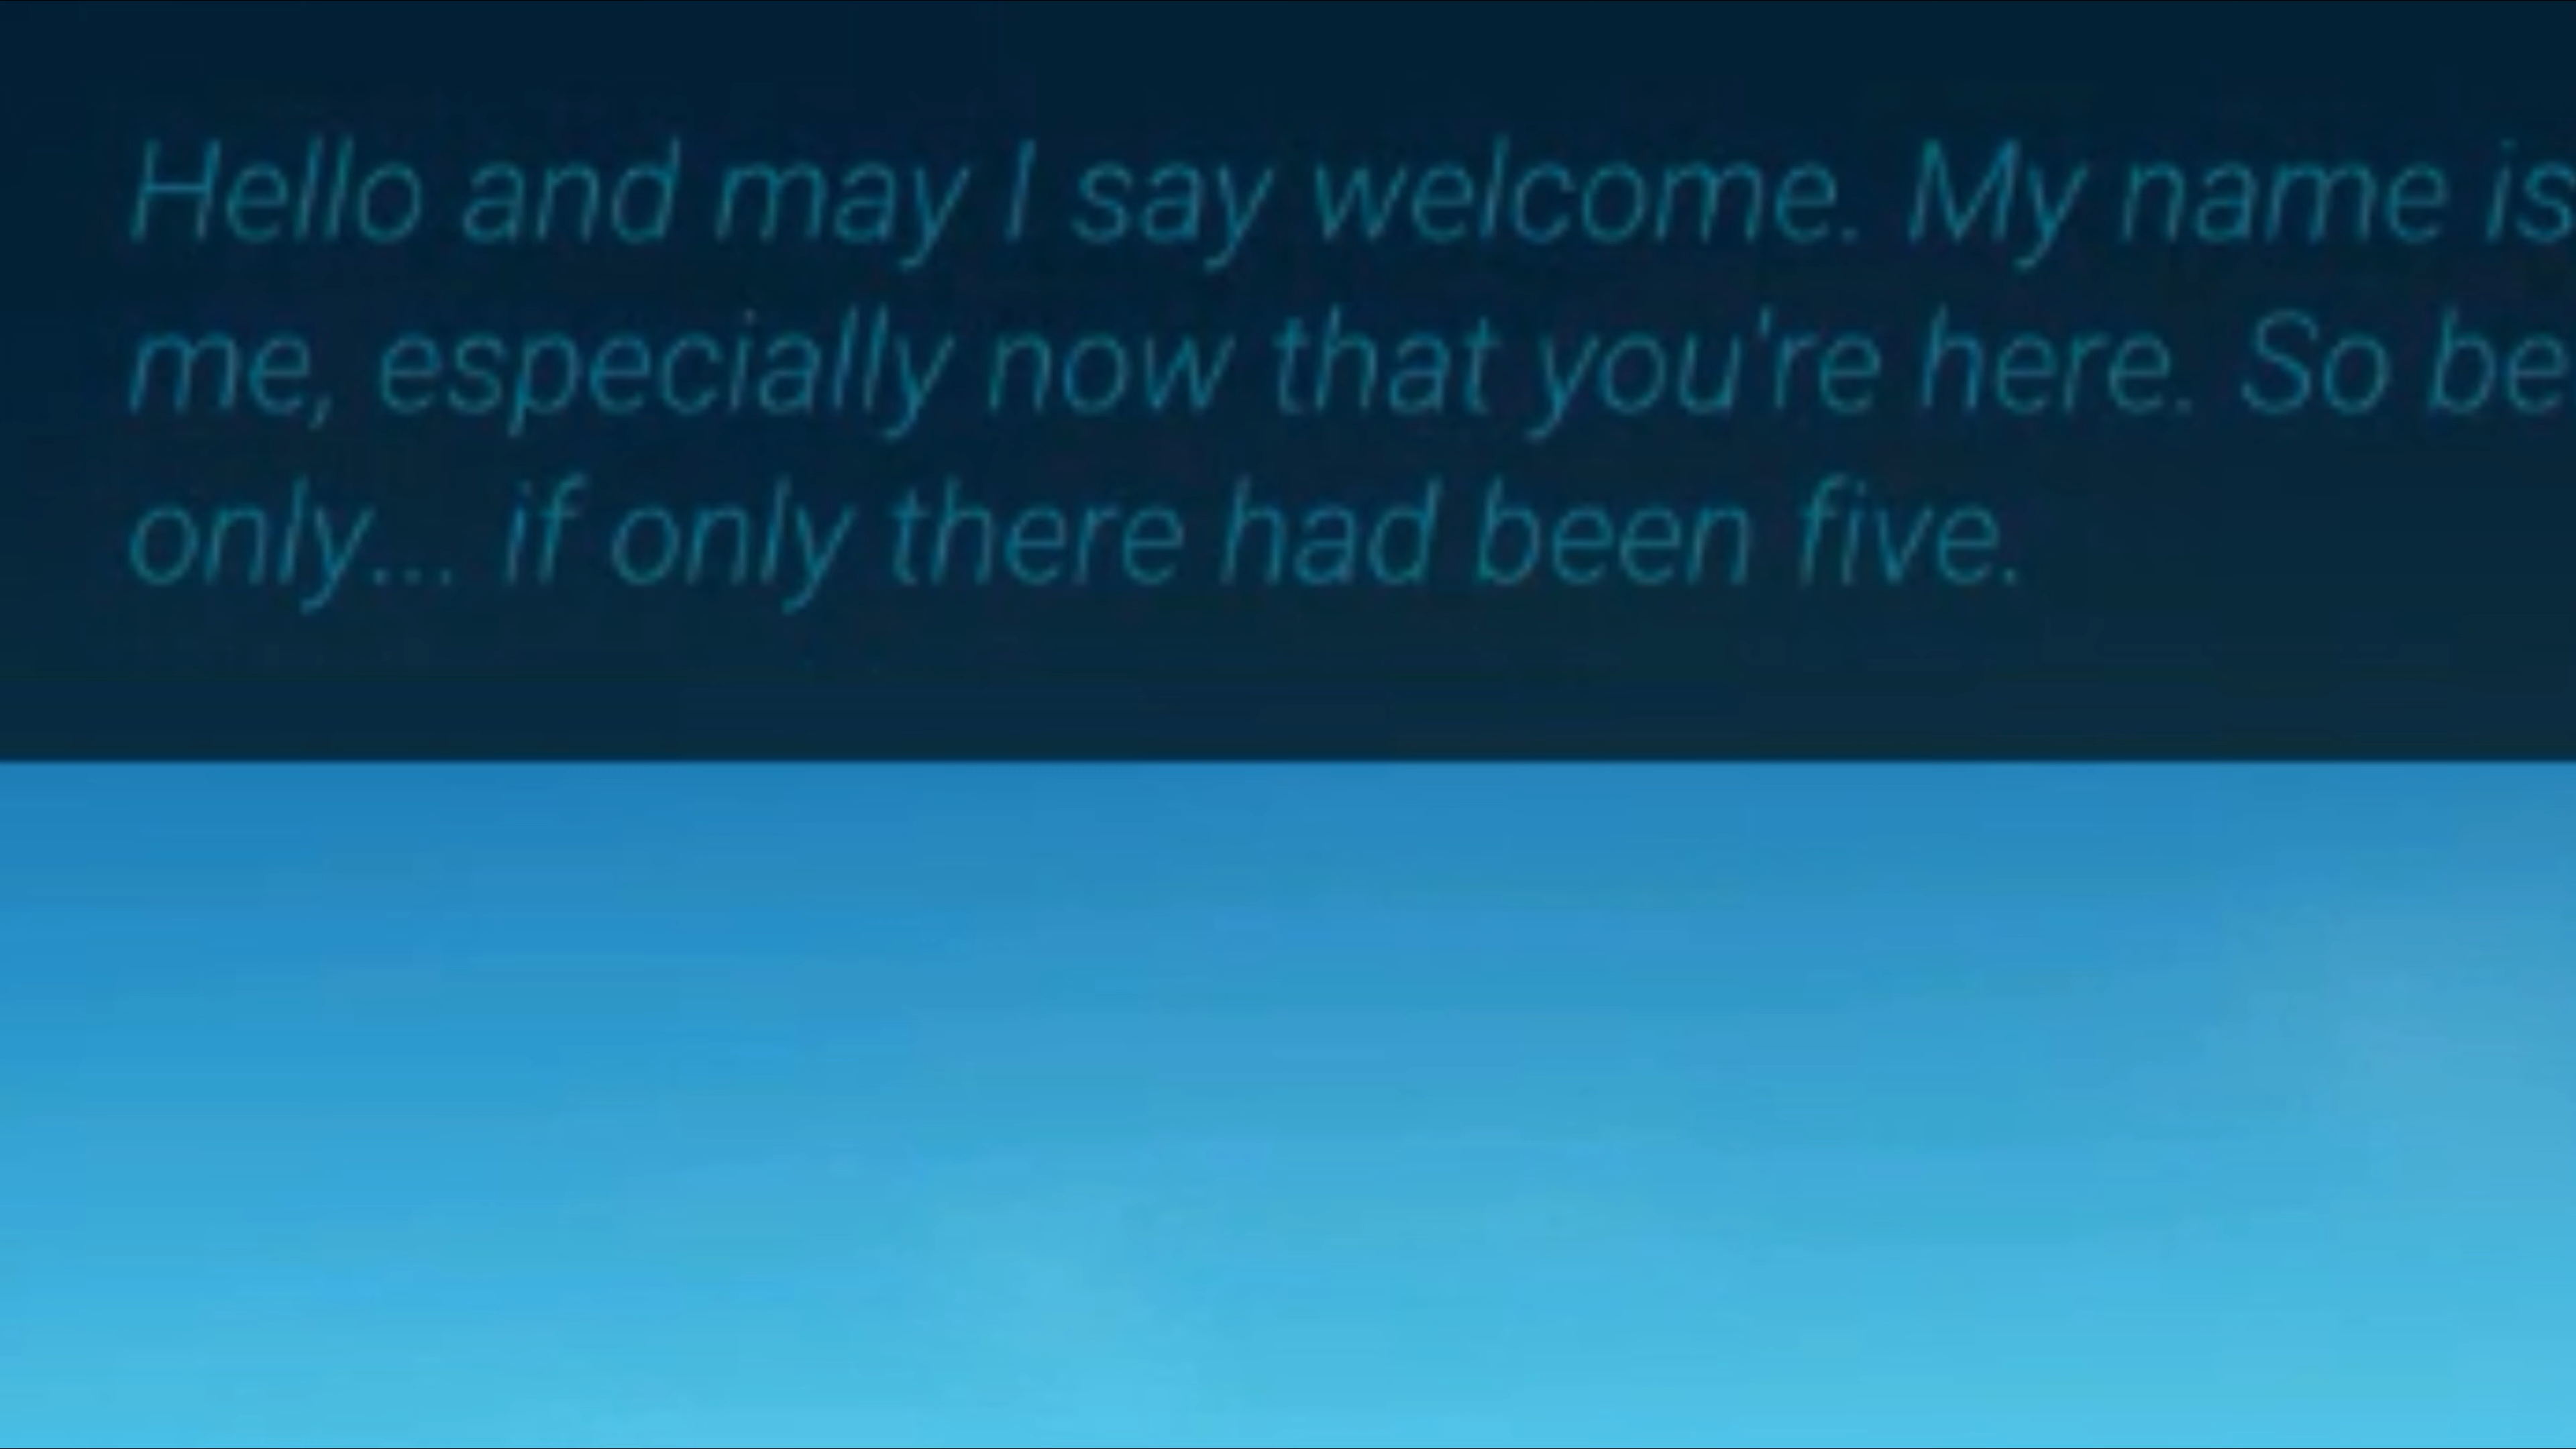 Hello and may I say welcome. My name is
me, especially now that you're here. So be
only... if only there had been five.